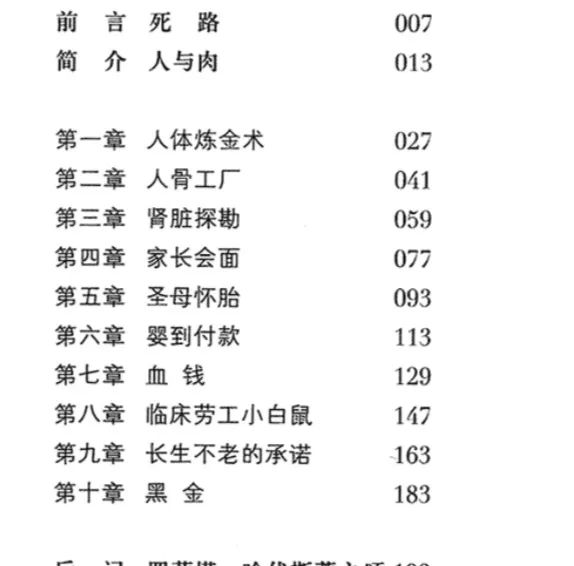 前 言 死 路 007
简 介 人与肉 013
第一章 人体炼金术 027
第二章 人骨工厂 041
第三章 肾脏探勘 059
第四章 家长会面 077
第五章 圣母怀胎 093
第六章 婴到付款 113
第七章 血 钱 129
第八章 临床劳工小白鼠 147
第九章 长生不老的承诺 163
第十章 黑 金 183